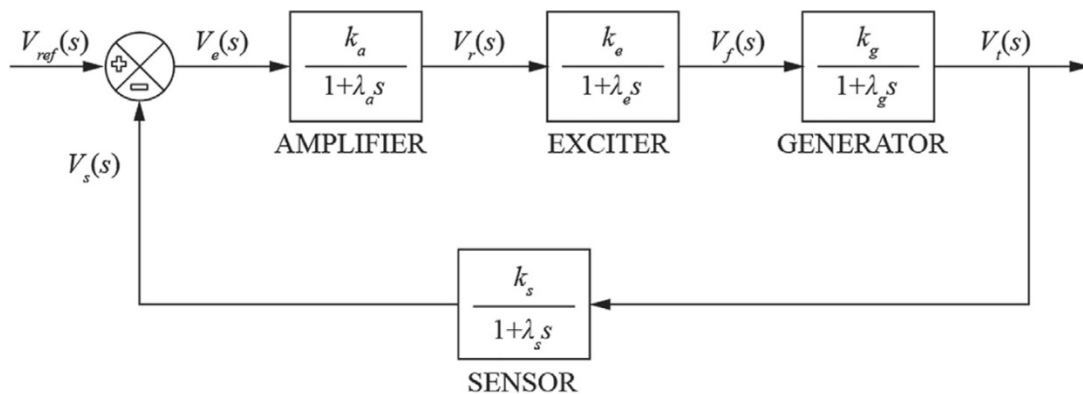 V_ref(s)
V_e(s)
k_a
1+λ_a s
AMPLIFIER
V_r(s)
k_e
1+λ_e s
EXCITER
V_f(s)
k_g
1+λ_g s
GENERATOR
V_t(s)
+
−
V_s(s)
k_s
1+λ_s s
SENSOR